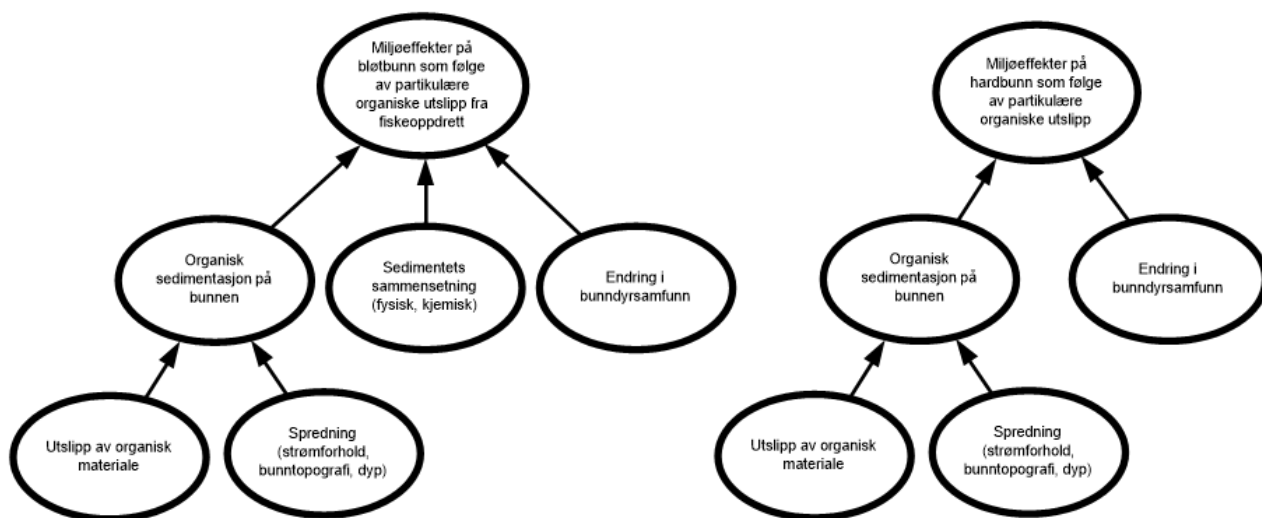 Miljøeffekter på
bløtbunn som følge
av partikulære
organiske utslipp fra
fiskeoppdrett
Organisk
sedimentasjon på
bunnen
Sedimentets
sammensetning
(fysisk, kjemisk)
Endring i
bunndyrsamfunn
Utslipp av organisk
materiale
Spredning
(strømforhold,
bunntopografi, dyp)
Miljøeffekter på
hardbunn som følge
av partikulære
organiske utslipp
Organisk
sedimentasjon på
bunnen
Endring i
bunndyrsamfunn
Utslipp av organisk
materiale
Spredning
(strømforhold,
bunntopografi, dyp)